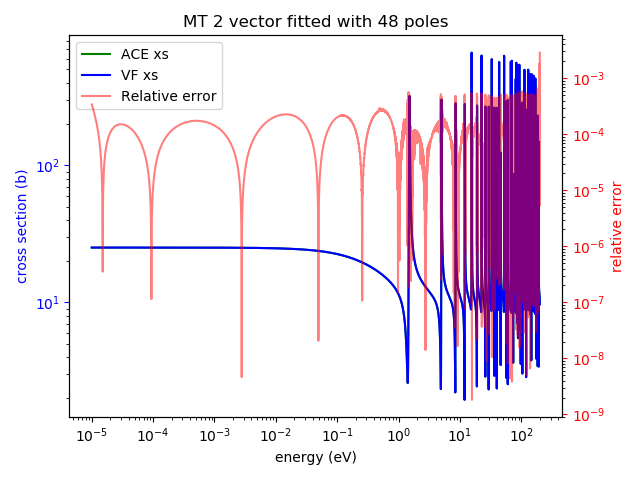 MT 2 vector fitted with 48 poles
ACE xs
VF xs
Relative error
cross section (b)
10²
10¹
relative error
10⁻³
10⁻⁴
10⁻⁵
10⁻⁶
10⁻⁷
10⁻⁸
10⁻⁹
10⁻⁵ 10⁻⁴ 10⁻³ 10⁻² 10⁻¹ 10⁰ 10¹ 10²
energy (eV)